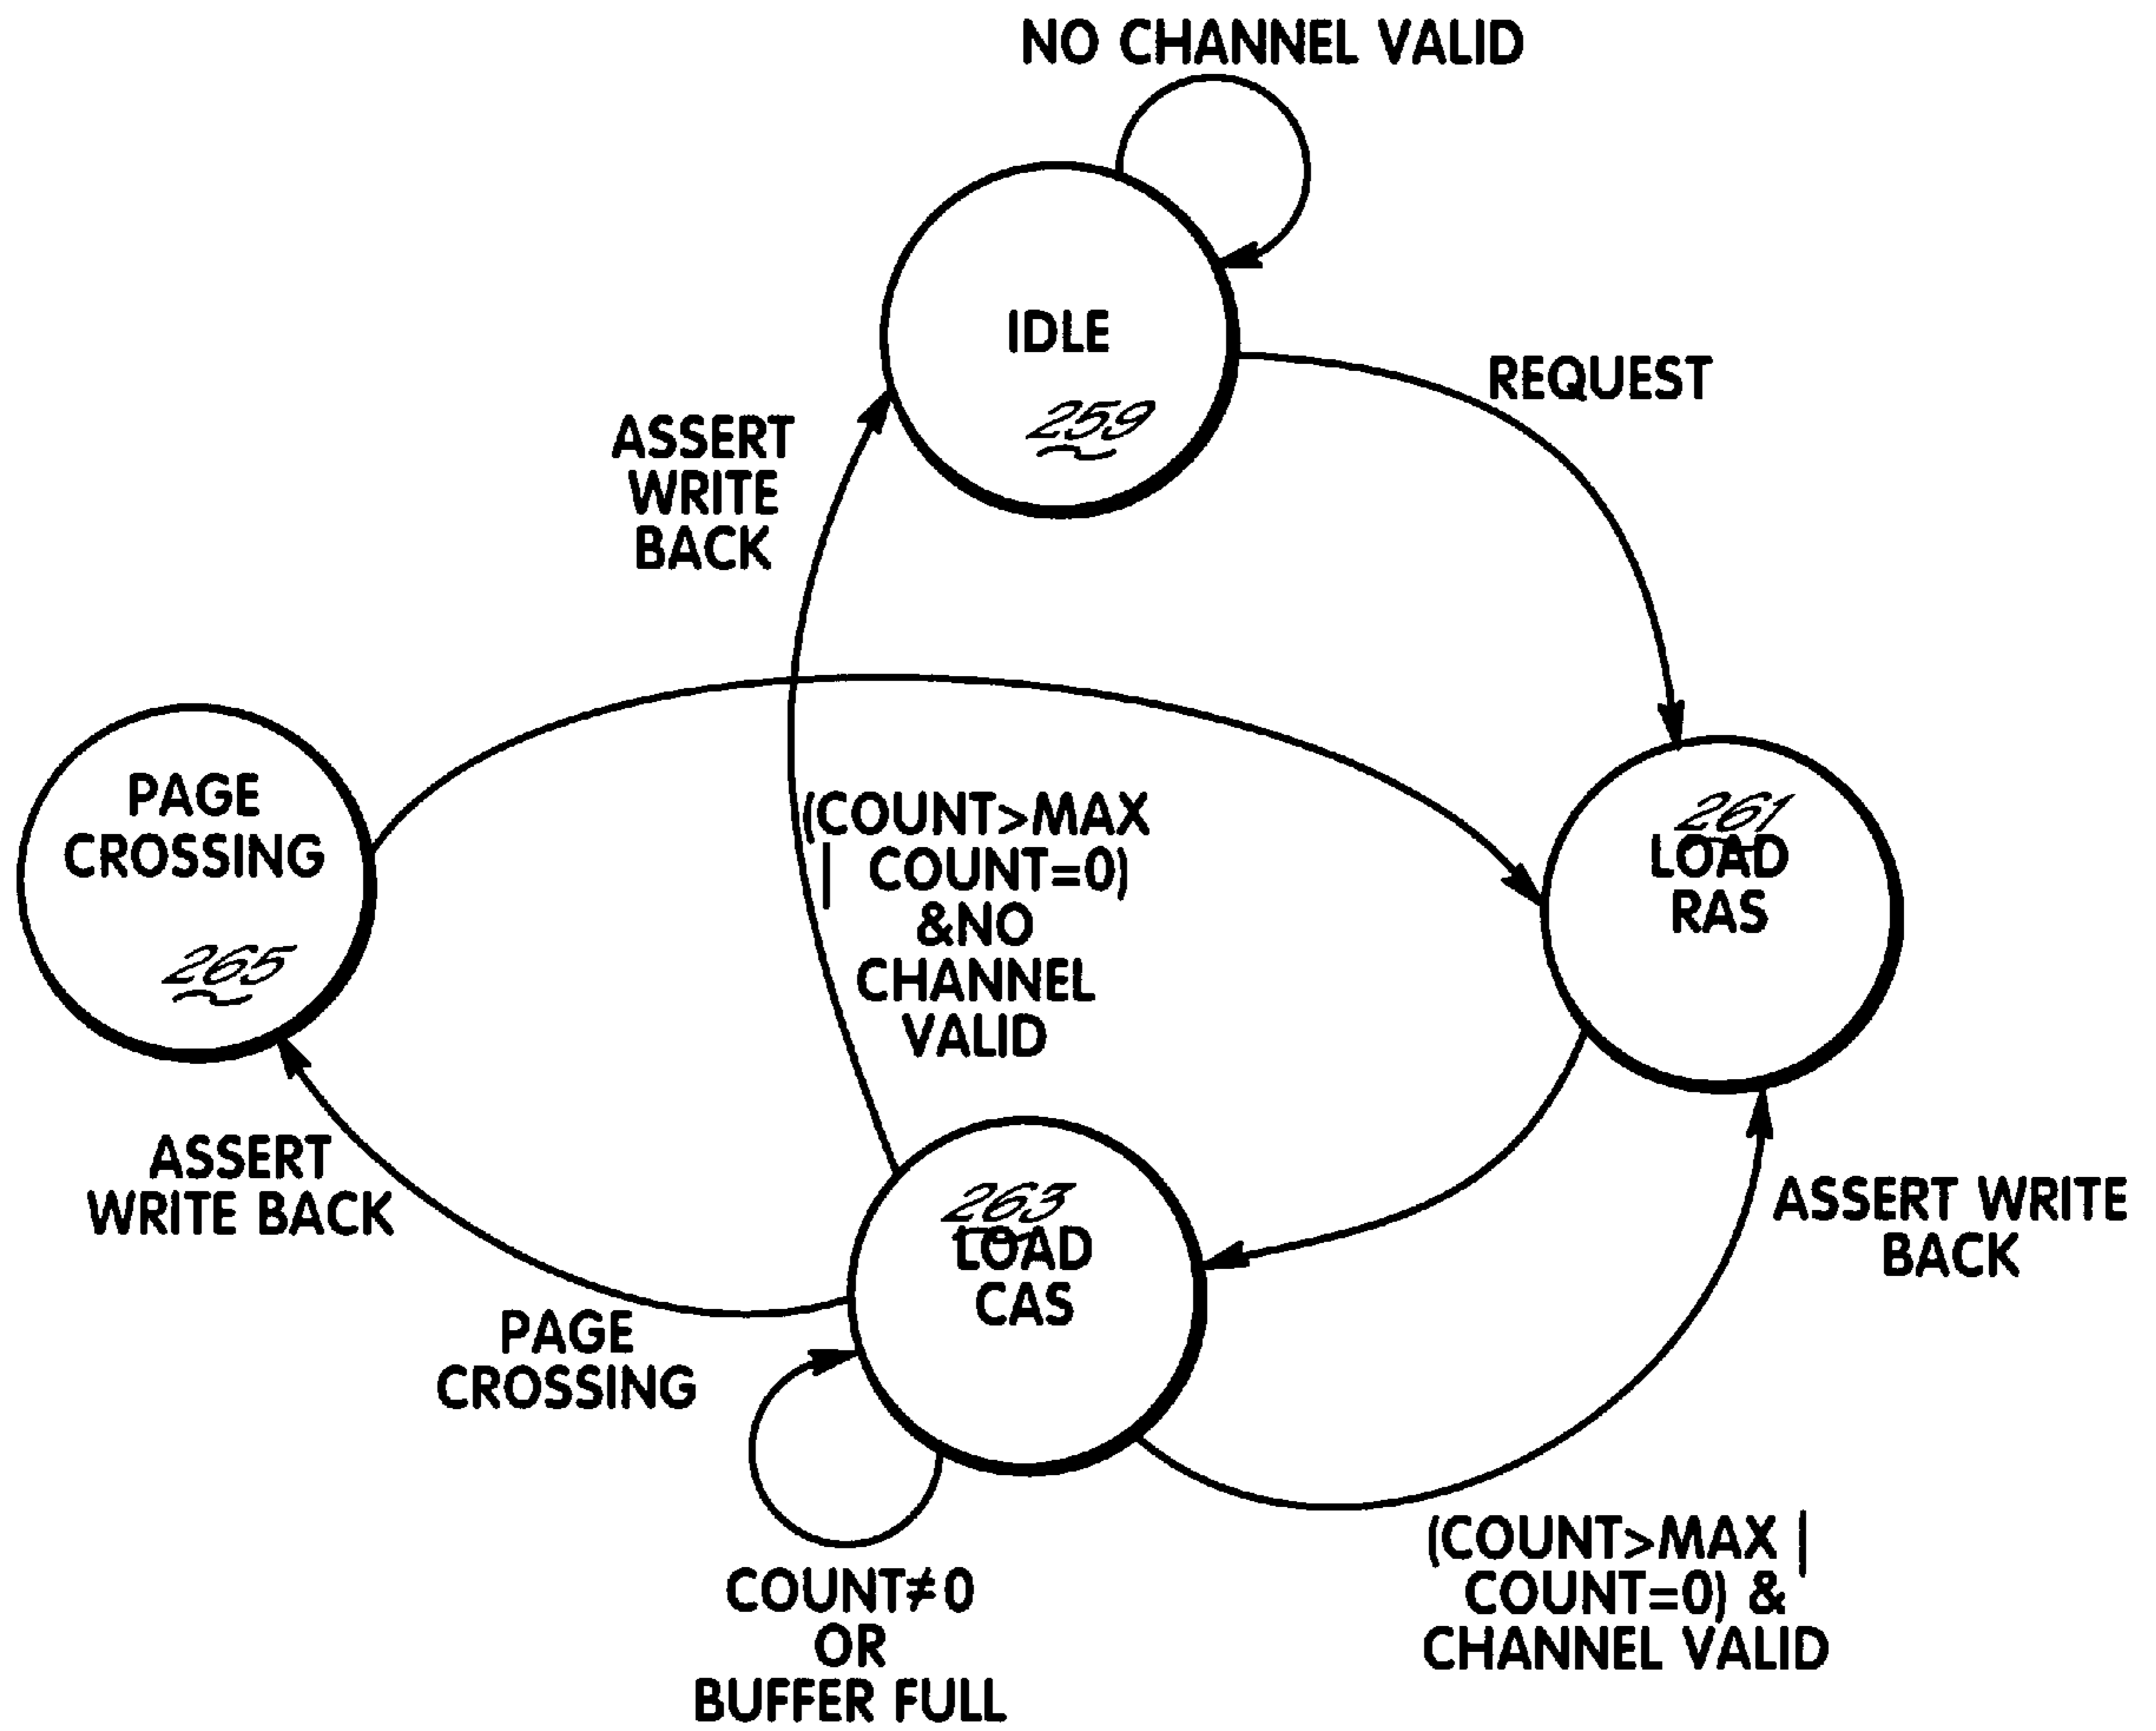 NO CHANNEL VALID
IDLE
259
REQUEST
ASSERT
WRITE
BACK
PAGE
CROSSING
265
(COUNT>MAX
| COUNT=0)
&NO
CHANNEL
VALID
261
LOAD
RAS
ASSERT
WRITE BACK
263
LOAD
CAS
ASSERT WRITE
BACK
PAGE
CROSSING
COUNT≠0
OR
BUFFER FULL
(COUNT>MAX |
COUNT=0) &
CHANNEL VALID